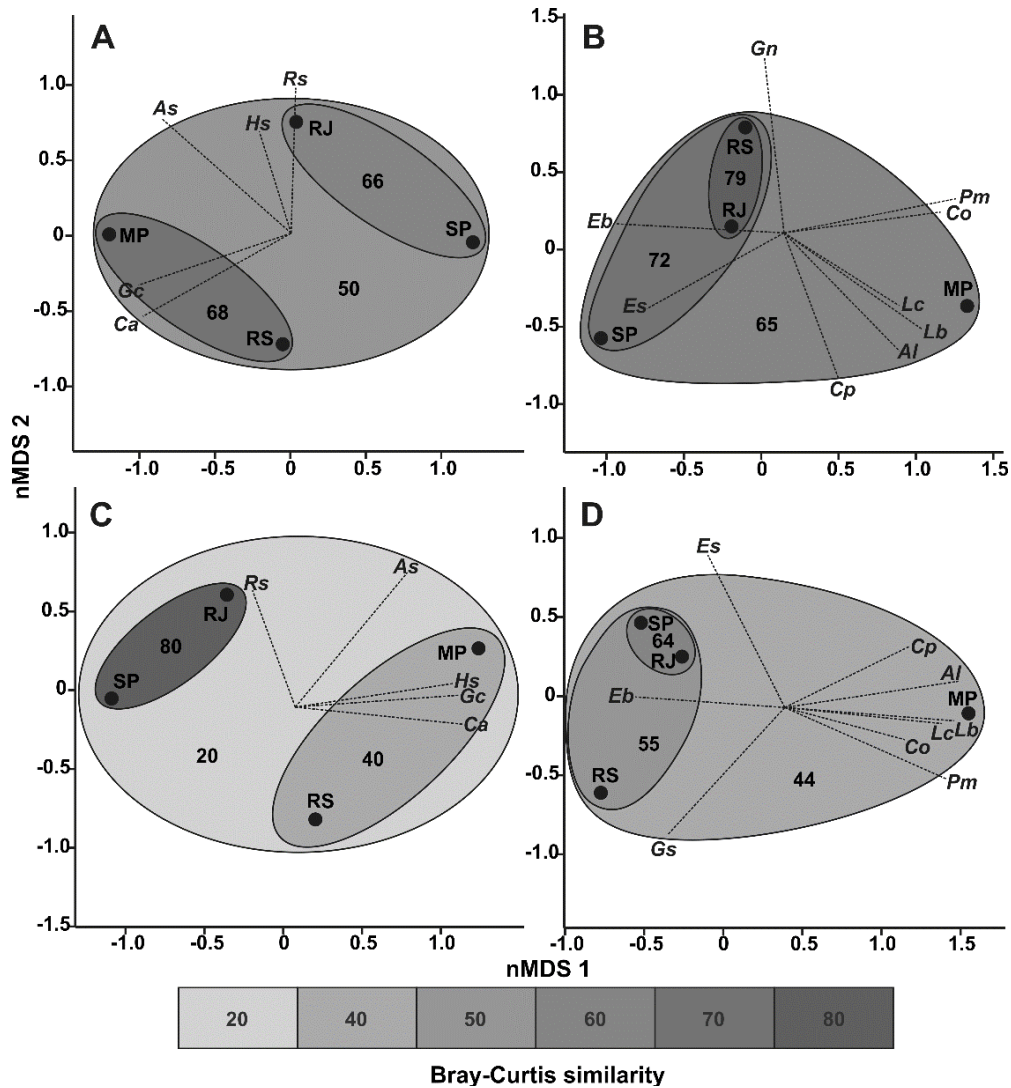 A
1.0
0.5
0
-0.5
-1.0
Rs
As
Hs
RJ
66
MP
SP
Gc
50
Ca
68
RS
-1.0
-0.5
0
0.5
1.0
B
1.5
1.0
0.5
0
-0.5
-1.0
Gn
RS
79
Pm
Eb
RJ
Co
72
MP
Es
Lc
SP
65
Lb
Al
Cp
-1.0
-0.5
0
0.5
1.0
1.5
nMDS 2
C
1.0
0.5
0
-0.5
-1.0
-1.5
As
Rs
RJ
80
MP
SP
Hs
Gc
Ca
20
40
RS
-1.0
-0.5
0
0.5
1.0
D
1.0
0.5
0
-0.5
-1.0
Es
SP
64
Cp
RJ
Al
Eb
MP
Lc
Lb
55
Co
RS
44
Pm
Gs
-1.0
-0.5
0
0.5
1.0
1.5
nMDS 1
20
40
50
60
70
80
Bray-Curtis similarity